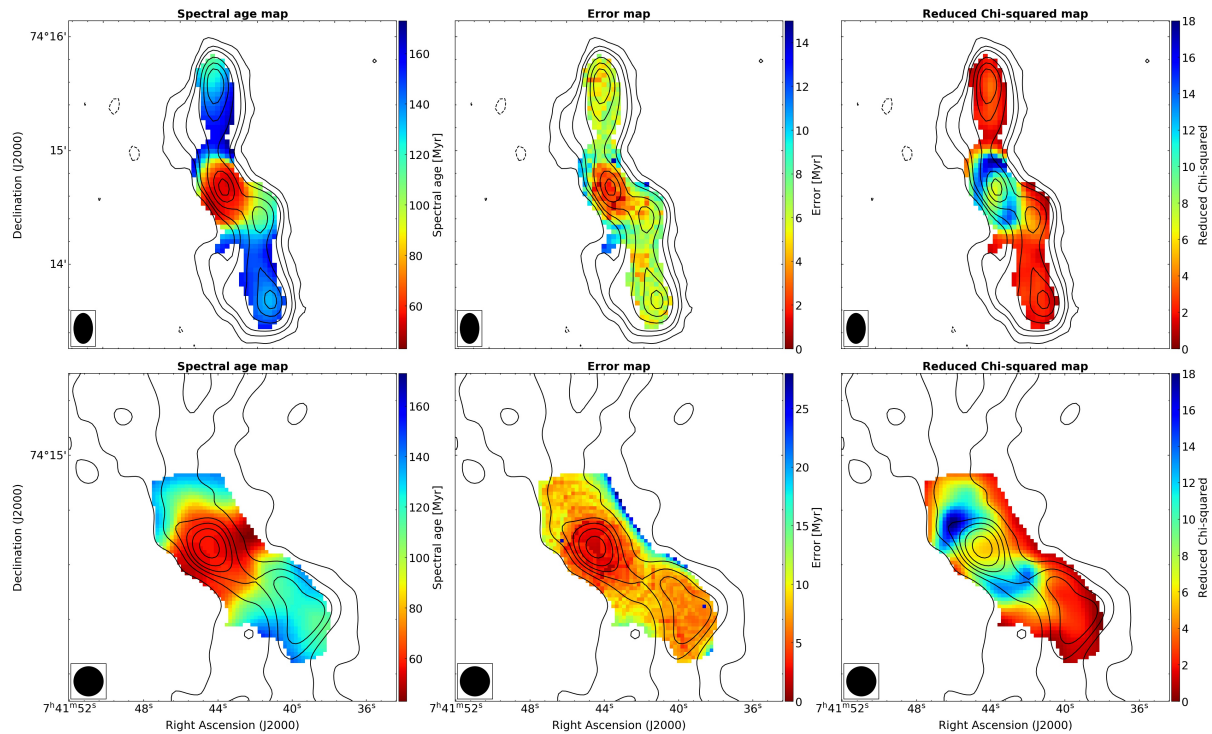 Spectral age map
Error map
Reduced Chi-squared map
74°16'
15'
14'
Declination (J2000)
160
140
120
100
80
60
Spectral age [Myr]
14
12
10
8
6
4
2
0
Error [Myr]
18
16
14
12
10
8
6
4
2
0
Reduced Chi-squared
Spectral age map
Error map
Reduced Chi-squared map
74°15'
Declination (J2000)
160
140
120
100
80
60
Spectral age [Myr]
25
20
15
10
5
0
Error [Myr]
18
16
14
12
10
8
6
4
2
0
Reduced Chi-squared
7ʰ41ᵐ52ˢ 48ˢ 44ˢ 40ˢ 36ˢ 48ˢ 44ˢ 40ˢ 36ˢ 7ʰ41ᵐ52ˢ 48ˢ 44ˢ 40ˢ 36ˢ
Right Ascension (J2000)
Right Ascension (J2000)
Right Ascension (J2000)